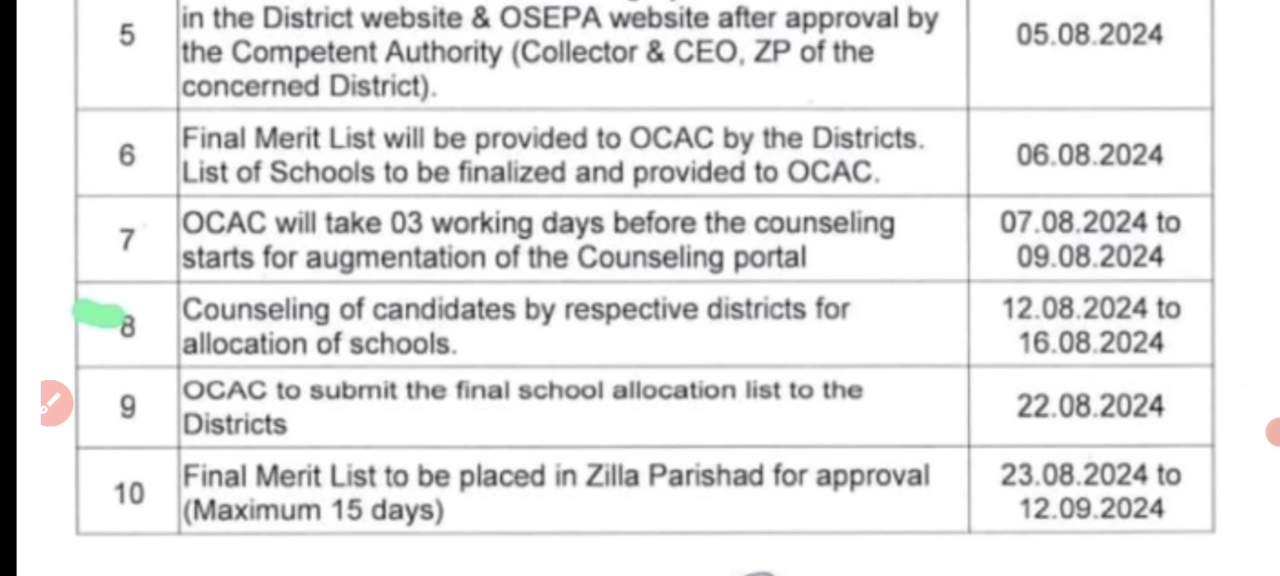 5
in the District website & OSEPA website after approval by
the Competent Authority (Collector & CEO, ZP of the
concerned District).
05.08.2024
6
Final Merit List will be provided to OCAC by the Districts.
List of Schools to be finalized and provided to OCAC.
06.08.2024
7
OCAC will take 03 working days before the counseling
starts for augmentation of the Counseling portal
07.08.2024 to
09.08.2024
8
Counseling of candidates by respective districts for
allocation of schools.
12.08.2024 to
16.08.2024
9
OCAC to submit the final school allocation list to the
Districts
22.08.2024
10
Final Merit List to be placed in Zilla Parishad for approval
(Maximum 15 days)
23.08.2024 to
12.09.2024